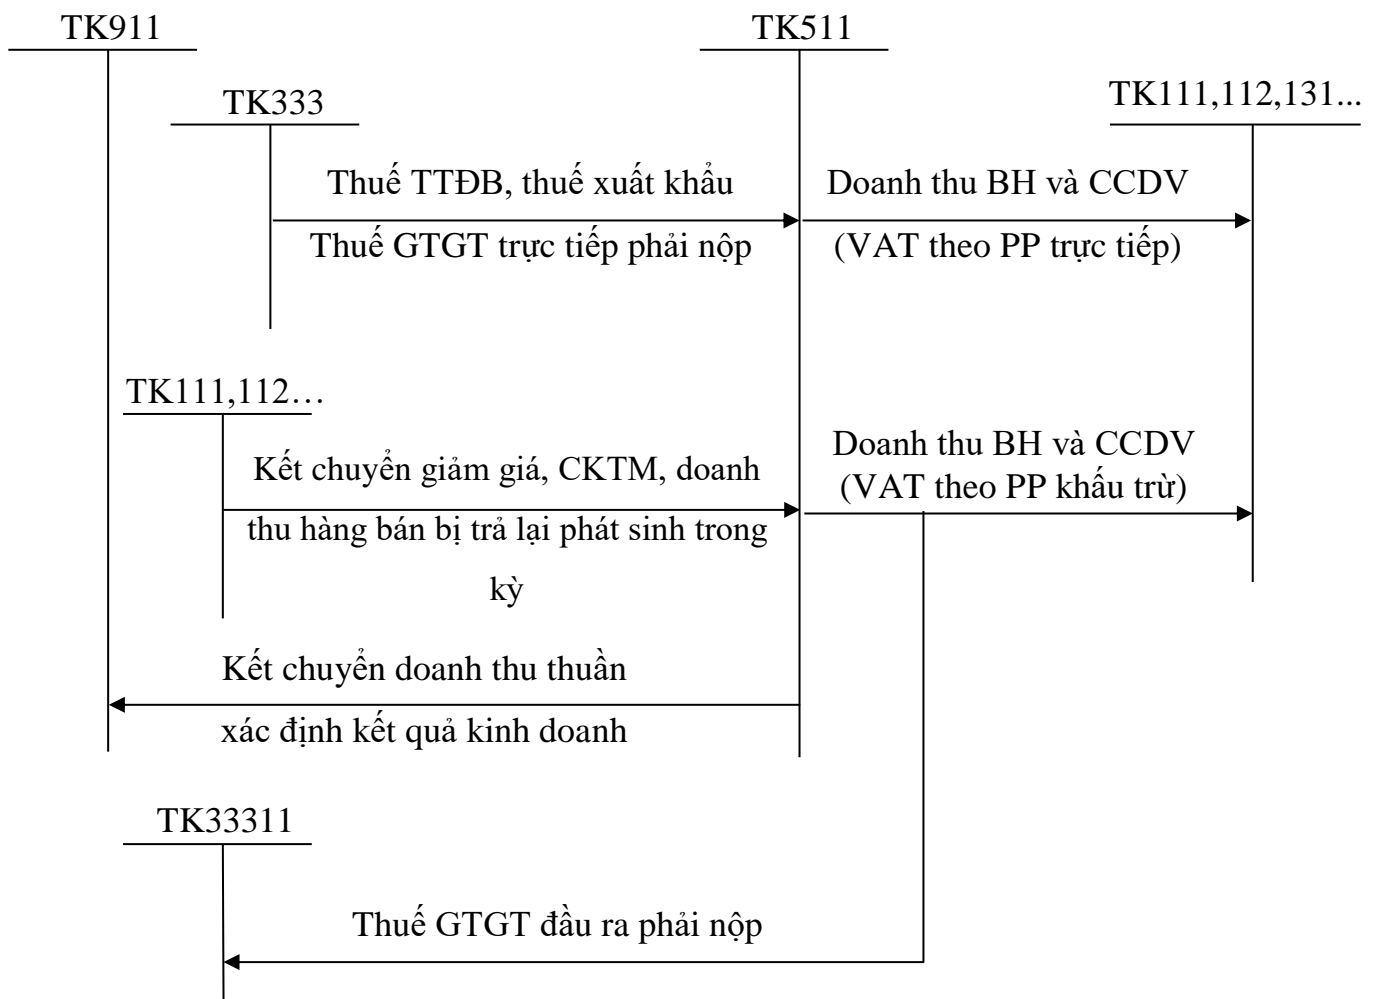 TK911
TK511
TK333
TK111,112,131...
Thuế TTĐB, thuế xuất khẩu
Thuế GTGT trực tiếp phải nộp
Doanh thu BH và CCDV
(VAT theo PP trực tiếp)
TK111,112…
Kết chuyển giảm giá, CKTM, doanh
thu hàng bán bị trả lại phát sinh trong
kỳ
Doanh thu BH và CCDV
(VAT theo PP khấu trừ)
Kết chuyển doanh thu thuần
xác định kết quả kinh doanh
TK33311
Thuế GTGT đầu ra phải nộp